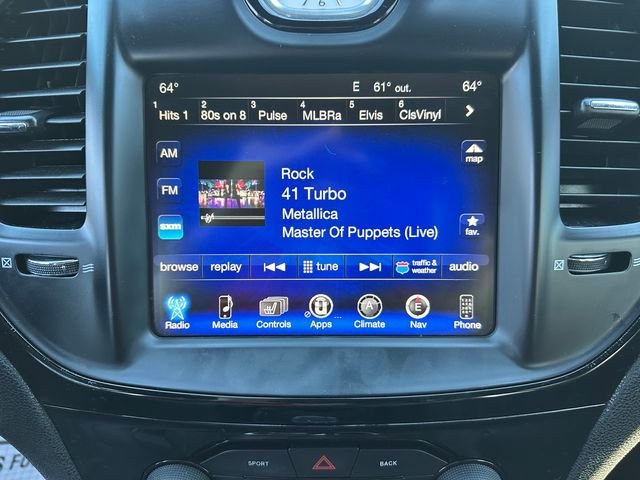 64° E 61° out. 64°
1 Hits 1 2 80s on 8 3 Pulse 4 MLBRa 5 Elvis 6 ClsVinyl
AM
map
Rock
FM
41 Turbo
Metallica
sxm
fav.
Master Of Puppets (Live)
browse replay tune traffic & weather audio
Radio Media Controls Apps Climate Nav Phone
A
E
SPORT BACK